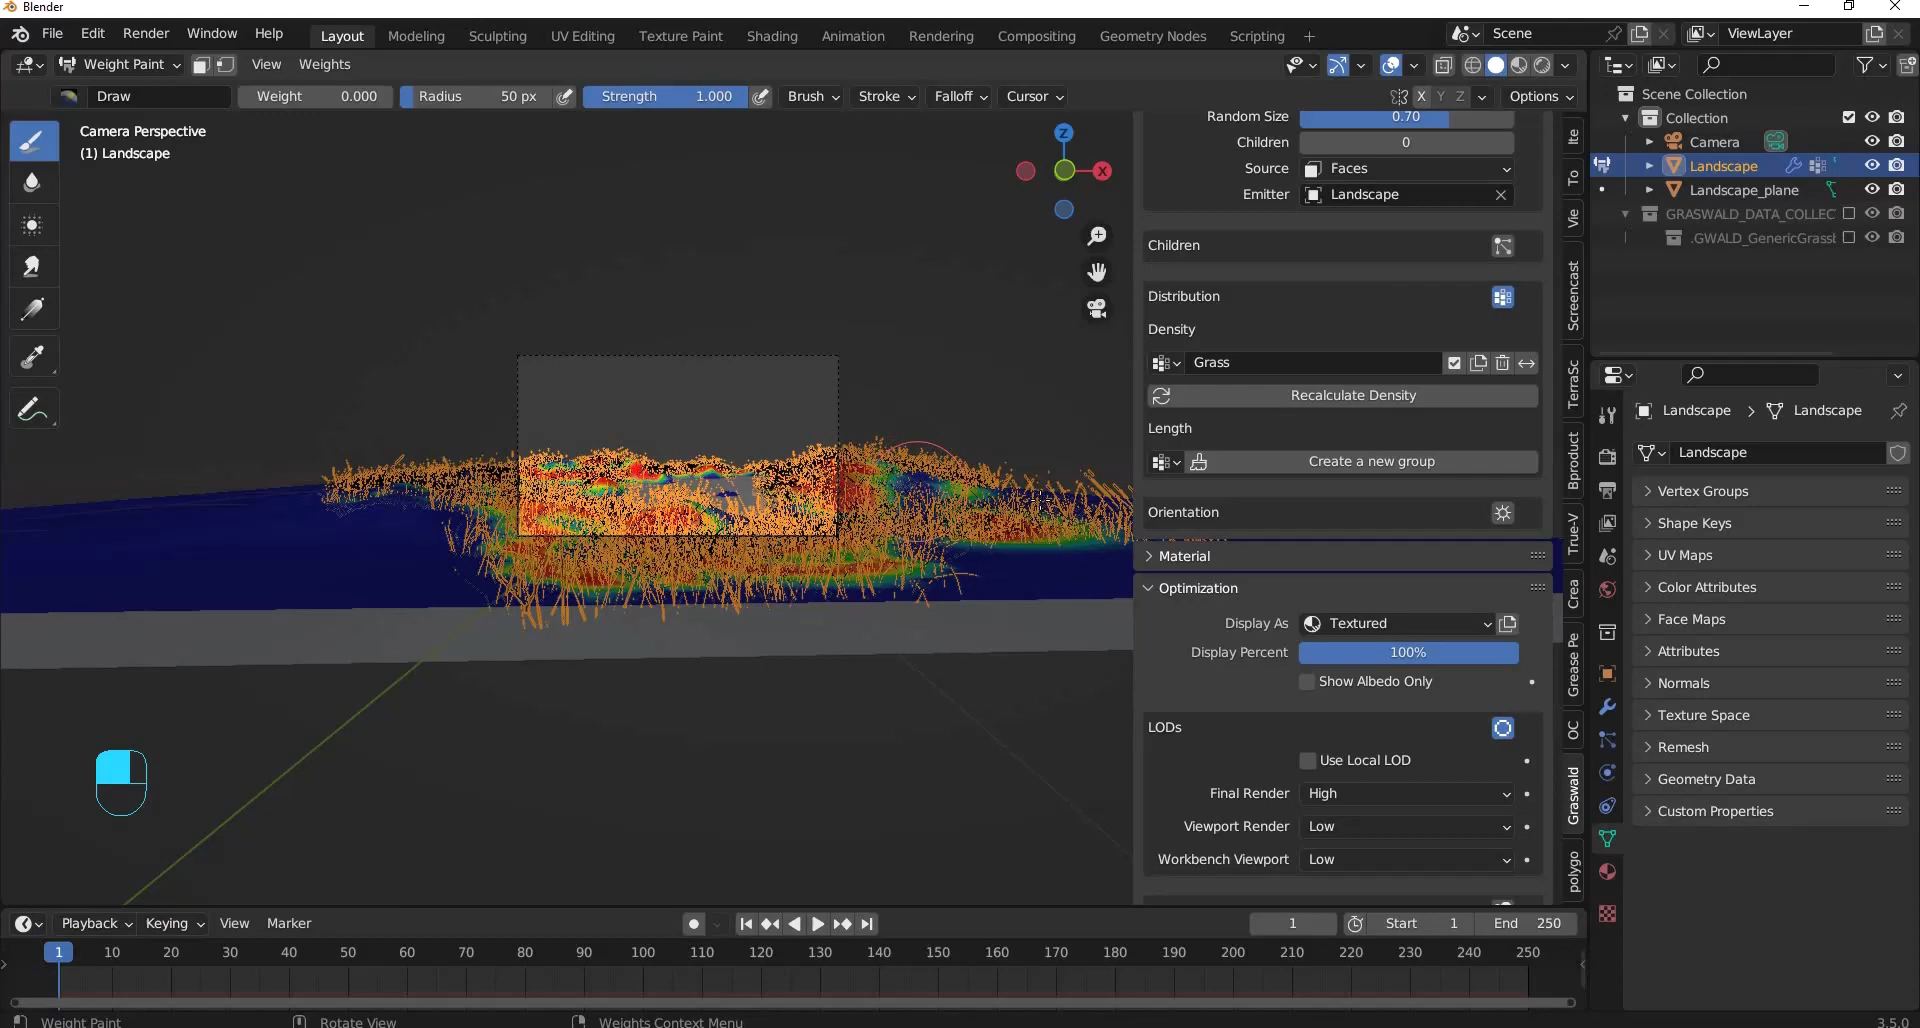 Blender
File Edit Render Window Help Layout Modeling Sculpting UV Editing Texture Paint Shading Animation Rendering Compositing Geometry Nodes Scripting + Scene ViewLayer
Weight Paint View Weights
Draw Weight 0.000 Radius 50 px Strength 1.000 Brush Stroke Falloff Cursor X Y Z Options
Camera Perspective
(1) Landscape
Z
X
Random Size 0.70
Children 0
Source Faces
Emitter Landscape
Children
Distribution
Density
Grass
Recalculate Density
Length
Create a new group
Orientation
Material
Optimization
Display As Textured
Display Percent 100%
Show Albedo Only
LODs
Use Local LOD
Final Render High
Viewport Render Low
Workbench Viewport Low
Ite
To
Vie
Screencast
TerraSc
Bproduct
True-V
Crea
Grease Pe
OC
Graswald
polygo
Scene Collection
Collection
Camera
Landscape
Landscape_plane
GRASWALD_DATA_COLLEC
.GWALD_GenericGrassl
Landscape > Landscape
Landscape
Vertex Groups
Shape Keys
UV Maps
Color Attributes
Face Maps
Attributes
Normals
Texture Space
Remesh
Geometry Data
Custom Properties
Playback Keying View Marker 1 Start 1 End 250
1 10 20 30 40 50 60 70 80 90 100 110 120 130 140 150 160 170 180 190 200 210 220 230 240 250
Weight Paint Rotate View Weights Context Menu 3.5.0